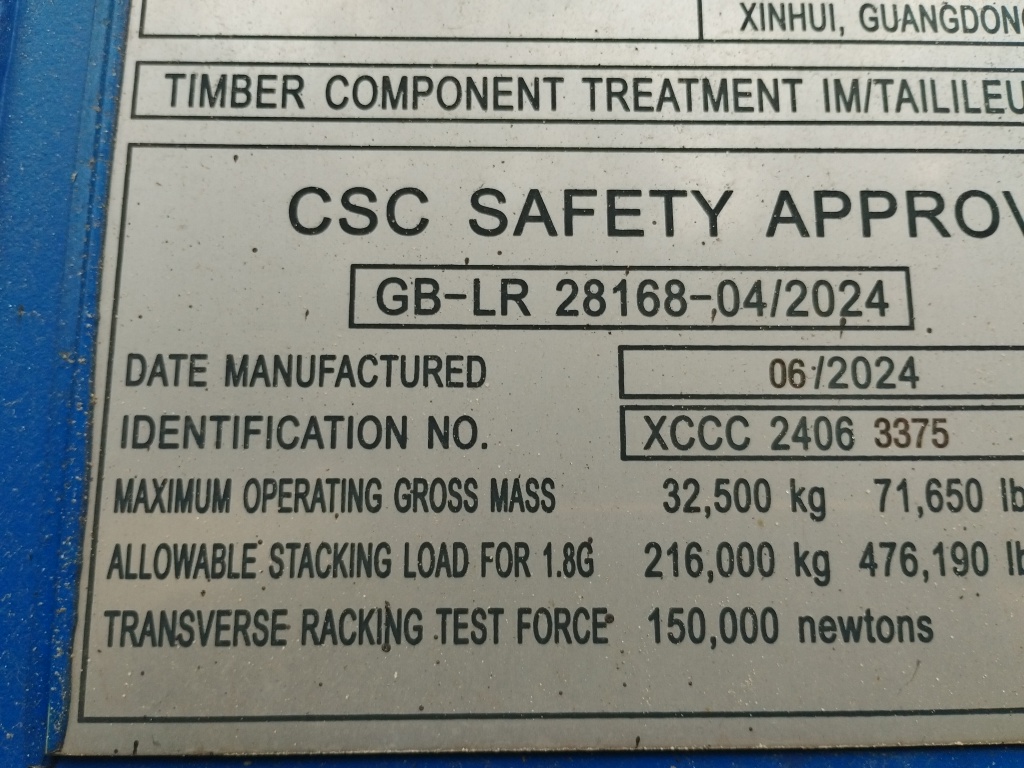 XINHUI, GUANGDONG
TIMBER COMPONENT TREATMENT IM/TAILILEU
CSC SAFETY APPROV
GB-LR 28168-04/2024
DATE MANUFACTURED 06/2024
IDENTIFICATION NO. XCCC 2406 3375
MAXIMUM OPERATING GROSS MASS 32,500 kg 71,650 lb
ALLOWABLE STACKING LOAD FOR 1.8G 216,000 kg 476,190 lb
TRANSVERSE RACKING TEST FORCE 150,000 newtons